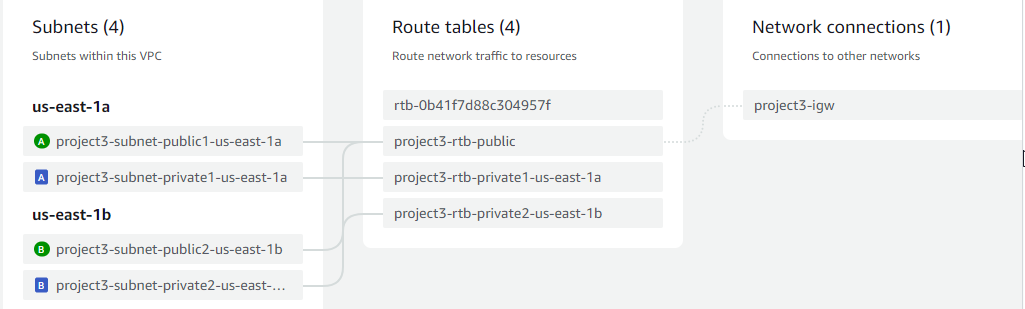 Subnets (4)
Subnets within this VPC
us-east-1a
A project3-subnet-public1-us-east-1a
A project3-subnet-private1-us-east-1a
us-east-1b
B project3-subnet-public2-us-east-1b
B project3-subnet-private2-us-east-...
Route tables (4)
Route network traffic to resources
rtb-0b41f7d88c304957f
project3-rtb-public
project3-rtb-private1-us-east-1a
project3-rtb-private2-us-east-1b
Network connections (1)
Connections to other networks
project3-igw